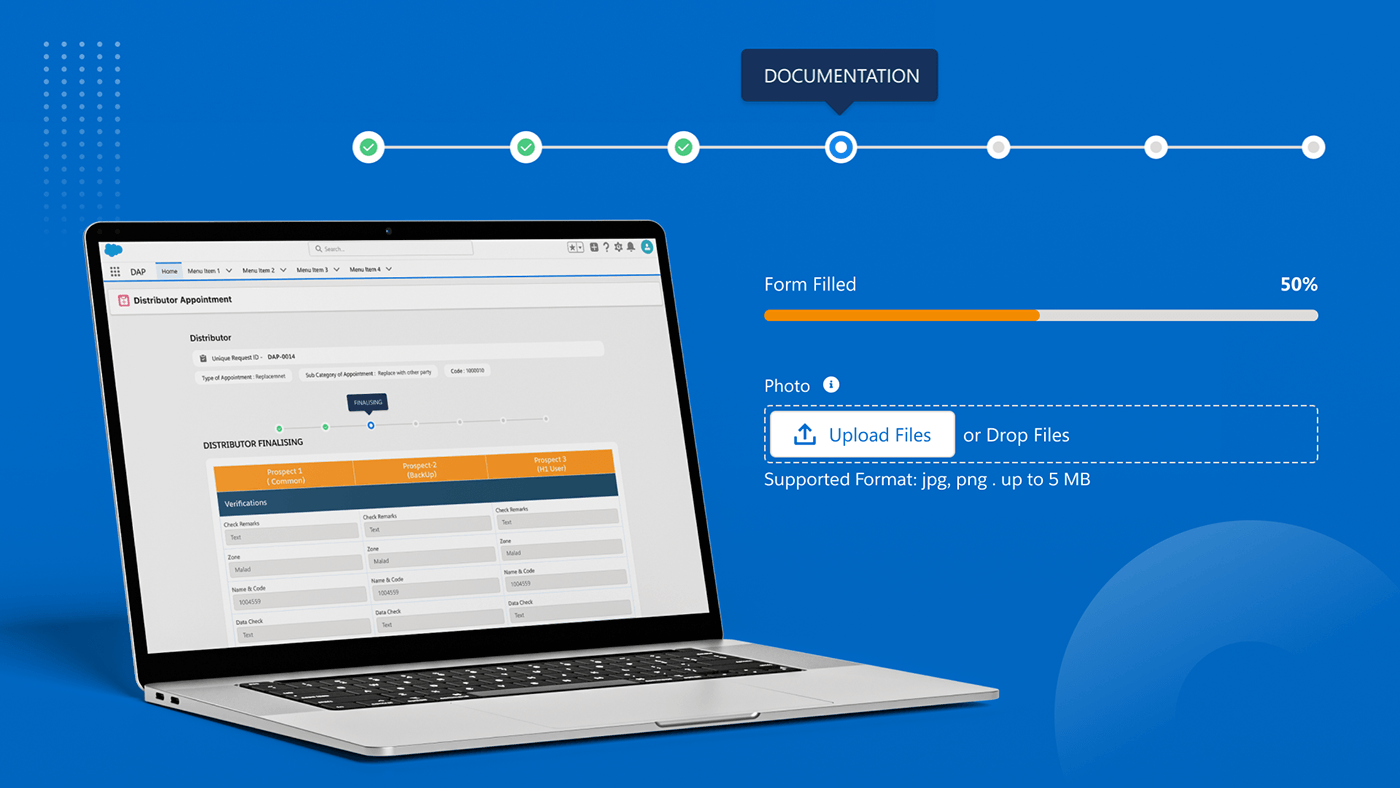 DOCUMENTATION
Form Filled
50%
Photo
Upload Files
or Drop Files
Supported Format: jpg, png . up to 5 MB
Search...
DAP
Home
Menu Item 1
Menu Item 2
Menu Item 3
Menu Item 4
Distributor Appointment
Distributor
Unique Request ID - DAP-0014
Type of Appointment : Replacemnet
Sub Category of Appointment : Replace with other party
Code : 1000010
FINALISING
DISTRIBUTOR FINALISING
Prospect 1
( Common)
Prospect-2
(BackUp)
Prospect 3
(H1 User)
Verifications
Check Remarks
Check Remarks
Check Remarks
Text
Text
Text
Zone
Zone
Zone
Malad
Malad
Malad
Name & Code
Name & Code
Name & Code
1004559
1004559
1004559
Data Check
Data Check
Data Check
Text
Text
Text